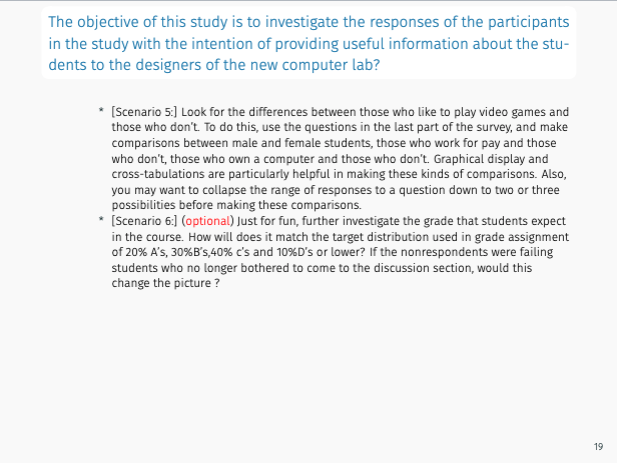 The objective of this study is to investigate the responses of the participants
in the study with the intention of providing useful information about the stu-
dents to the designers of the new computer lab?
* [Scenario 5:] Look for the differences between those who like to play video games and
those who don't. To do this, use the questions in the last part of the survey, and make
comparisons between male and female students, those who work for pay and those
who don't, those who own a computer and those who don't. Graphical display and
cross-tabulations are particularly helpful in making these kinds of comparisons. Also,
you may want to collapse the range of responses to a question down to two or three
possibilities before making these comparisons.
* [Scenario 6:] (optional) Just for fun, further investigate the grade that students expect
in the course. How will does it match the target distribution used in grade assignment
of 20% A's, 30%B's,40% c's and 10%D's or lower? If the nonrespondents were failing
students who no longer bothered to come to the discussion section, would this
change the picture ?
19